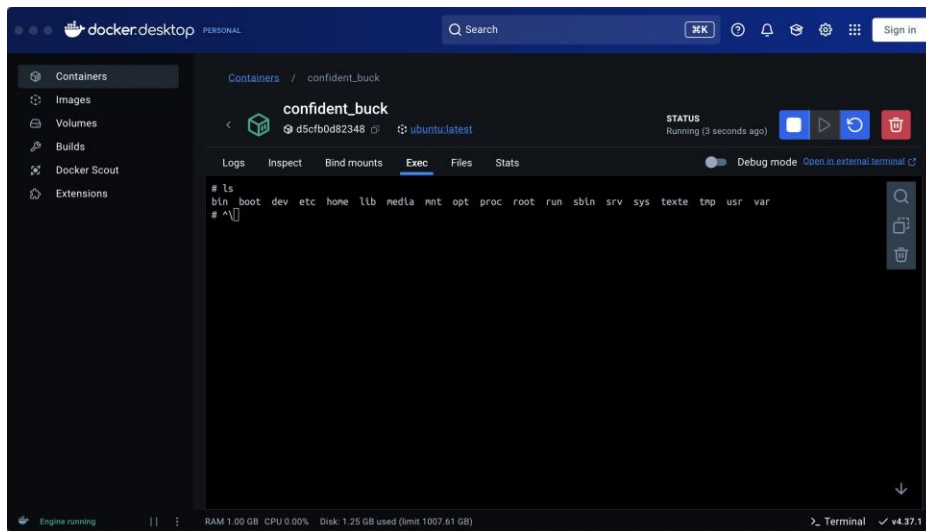 docker.desktop PERSONAL
Search
⌘K
Sign in
Containers
Images
Volumes
Builds
Docker Scout
Extensions
Containers / confident_buck
confident_buck
d5cfb0d82348
ubuntu:latest
STATUS
Running (3 seconds ago)
Logs Inspect Bind mounts Exec Files Stats
Debug mode Open in external terminal
# ls
bin boot dev etc home lib media mnt opt proc root run sbin srv sys texte tmp usr var
# ^\
Engine running
RAM 1.00 GB CPU 0.00% Disk: 1.25 GB used (limit 1007.61 GB)
>_ Terminal
v4.37.1